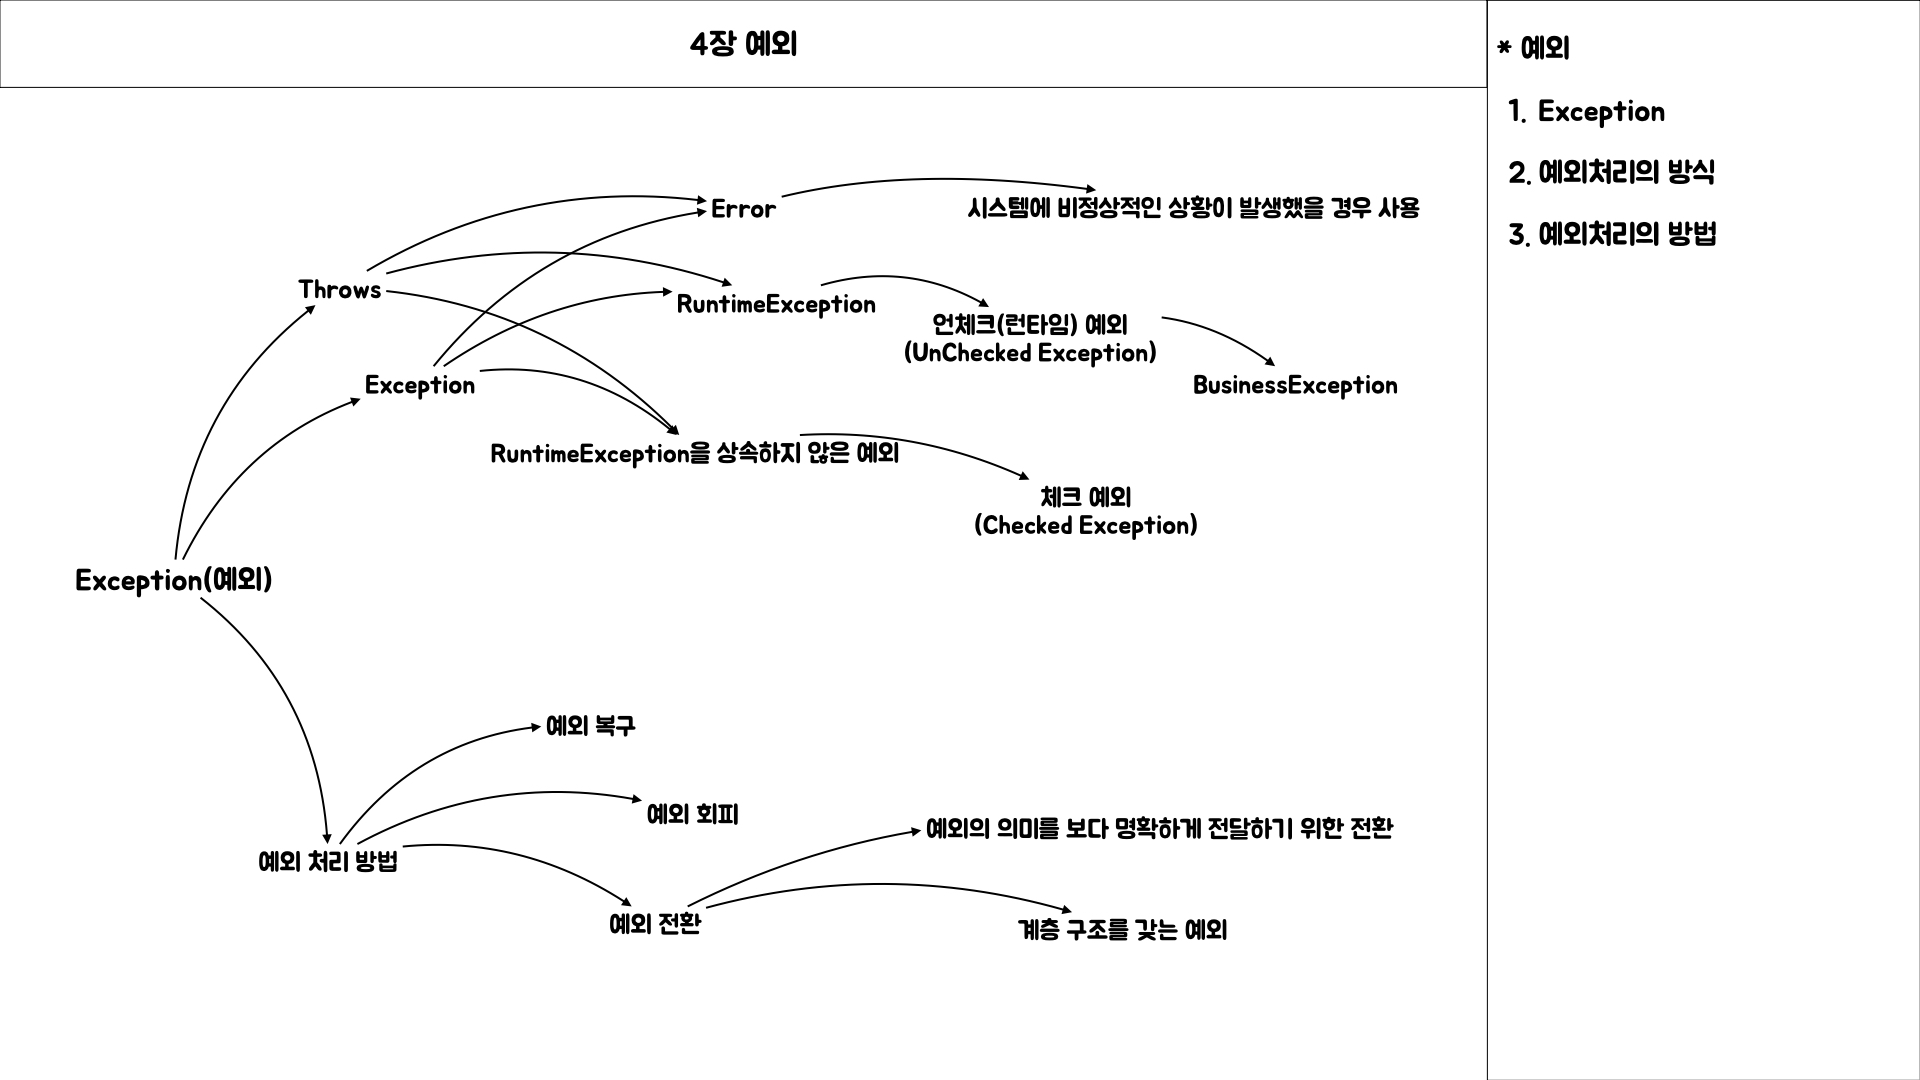 4장 예외
* 예외
1. Exception
2. 예외처리의 방식
3. 예외처리의 방법
Error
시스템에 비정상적인 상황이 발생했을 경우 사용
Throws
RuntimeException
언체크(런타임) 예외
(UnChecked Exception)
Exception
BusinessException
RuntimeException을 상속하지 않은 예외
체크 예외
(Checked Exception)
Exception(예외)
예외 복구
예외 회피
예외의 의미를 보다 명확하게 전달하기 위한 전환
예외 처리 방법
예외 전환
계층 구조를 갖는 예외